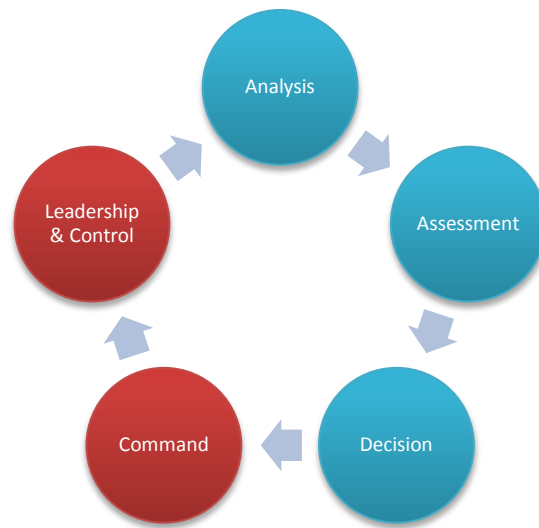 Analysis
Assessment
Decision
Command
Leadership
& Control